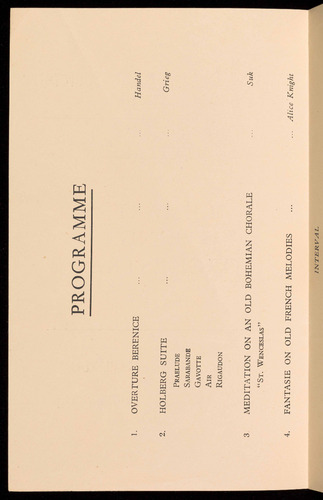 PROGRAMME
1. OVERTURE BERENICE ... ... ... Handel
2. HOLBERG SUITE ... ... ... Grieg
PRAELUDE
SARABANDE
GAVOTTE
AIR
RIGAUDON
3 MEDITATION ON AN OLD BOHEMIAN CHORALE ... Suk
"ST. WENCESLAS"
4. FANTASIE ON OLD FRENCH MELODIES ... ... Alice Knight
INTERVAL